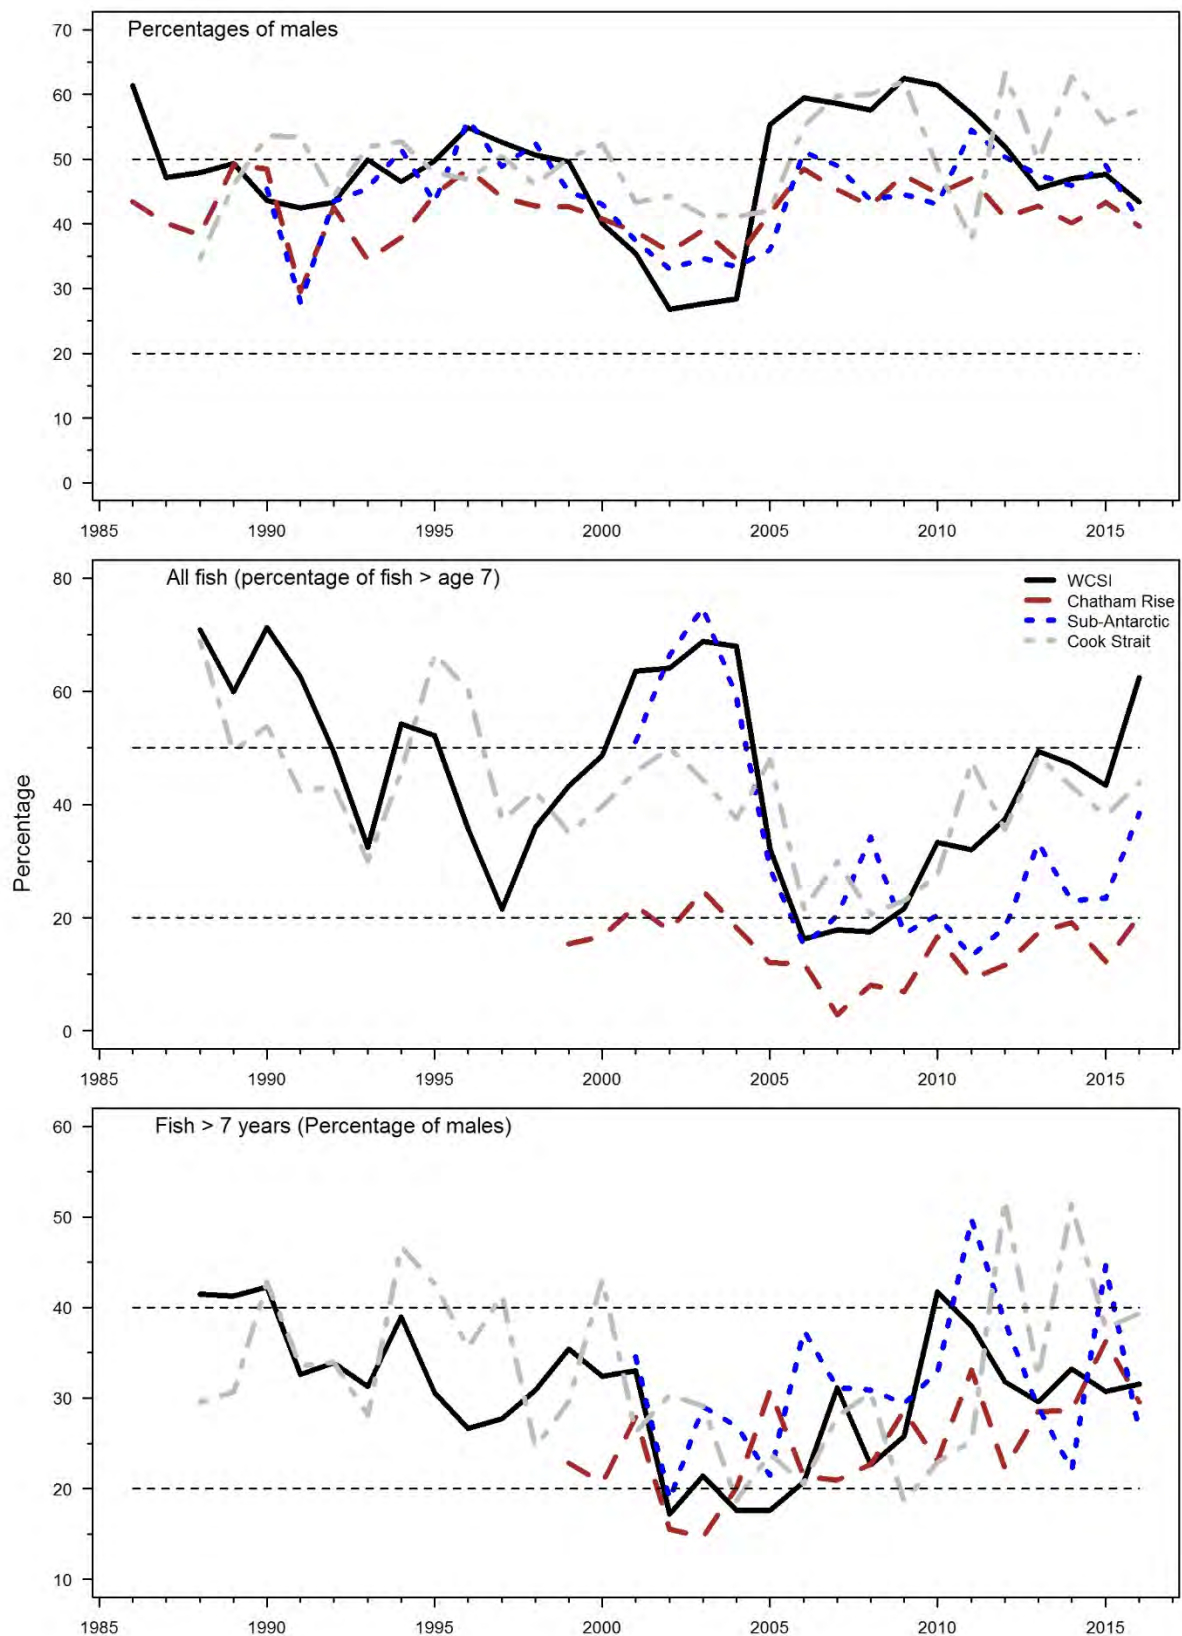 Percentages of males
70
60
50
40
30
20
10
0
1985 1990 1995 2000 2005 2010 2015
All fish (percentage of fish > age 7)
WCSI
Chatham Rise
Sub-Antarctic
Cook Strait
80
60
40
20
0
Percentage
1985 1990 1995 2000 2005 2010 2015
Fish > 7 years (Percentage of males)
60
50
40
30
20
10
1985 1990 1995 2000 2005 2010 2015